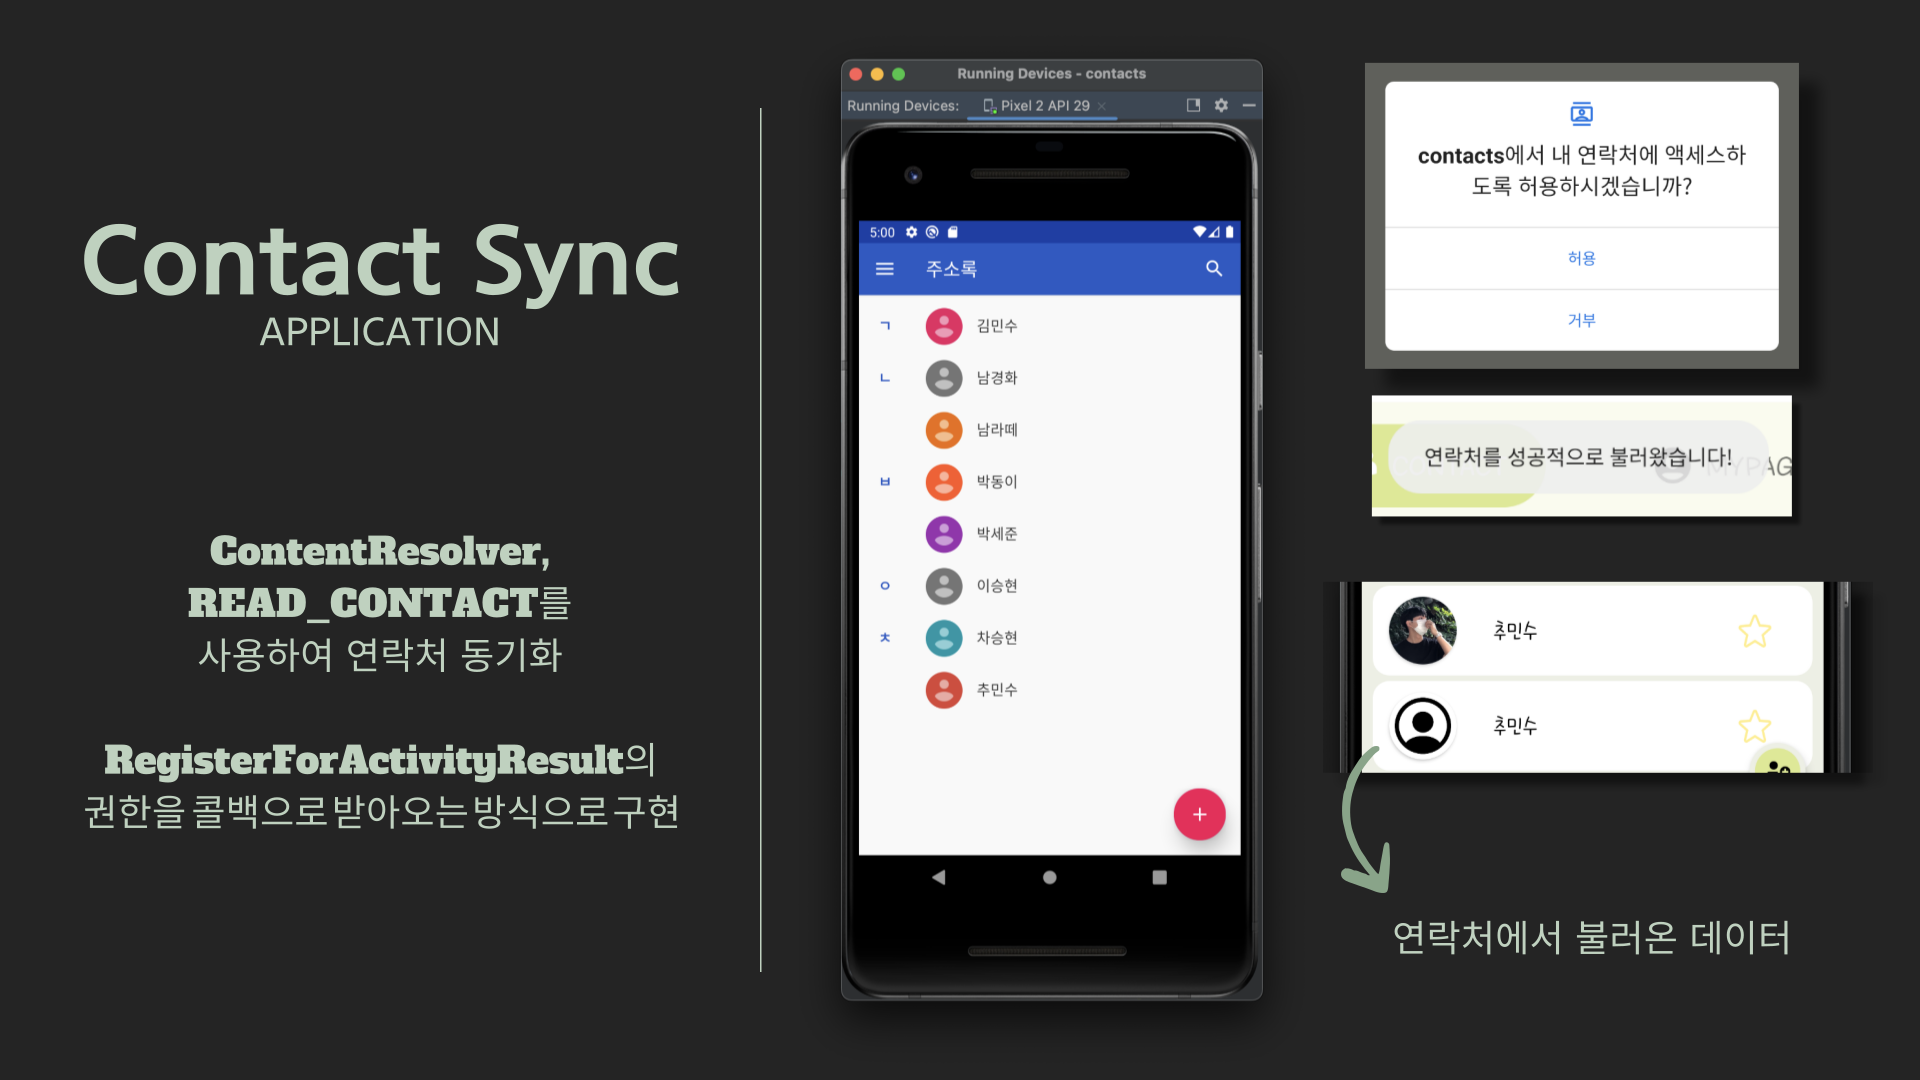 Contact Sync
APPLICATION
ContentResolver,
READ_CONTACT를
사용하여 연락처 동기화
RegisterForActivityResult의
권한을 콜백으로 받아오는 방식으로 구현
Running Devices - contacts
Running Devices:
Pixel 2 API 29
5:00
주소록
ㄱ
김민수
ㄴ
남경화
남라떼
ㅂ
박동이
박세준
ㅇ
이승현
ㅊ
차승현
추민수
contacts에서 내 연락처에 액세스하
도록 허용하시겠습니까?
허용
거부
연락처를 성공적으로 불러왔습니다!
MYPAG
추민수
추민수
연락처에서 불러온 데이터